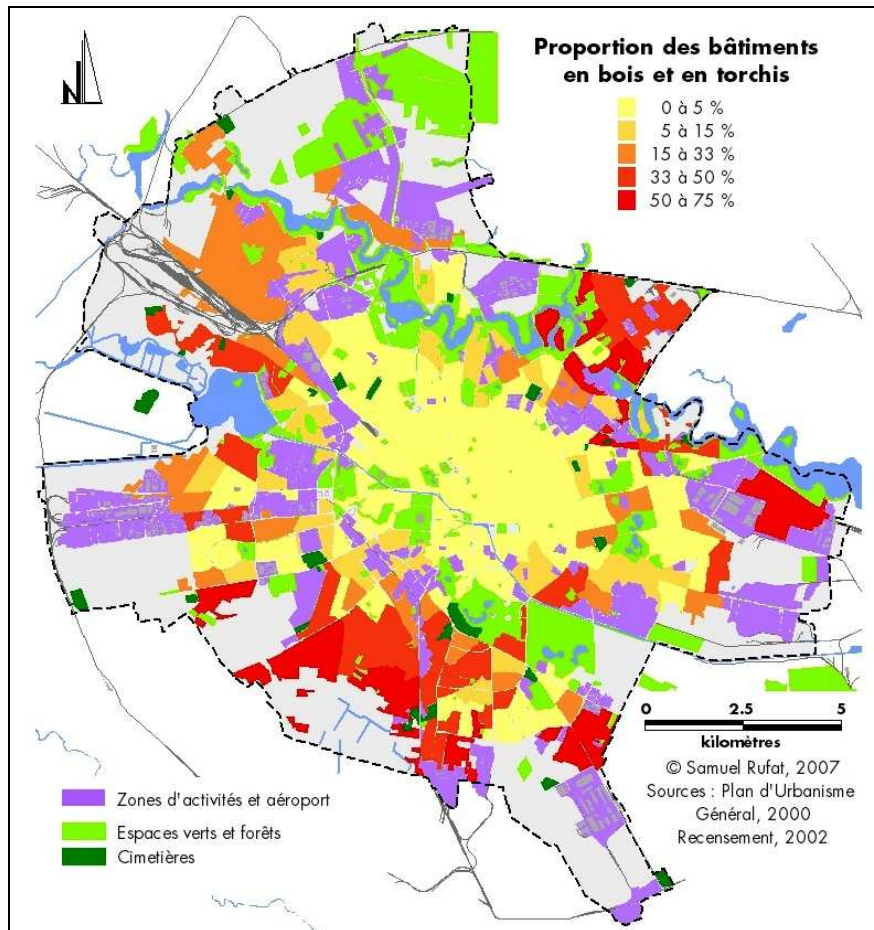 N
Proportion des bâtiments
en bois et en torchis
0 à 5 %
5 à 15 %
15 à 33 %
33 à 50 %
50 à 75 %
0 2.5 5
kilomètres
© Samuel Rufat, 2007
Sources : Plan d'Urbanisme
Général, 2000
Recensement, 2002
Zones d'activités et aéroport
Espaces verts et forêts
Cimetières